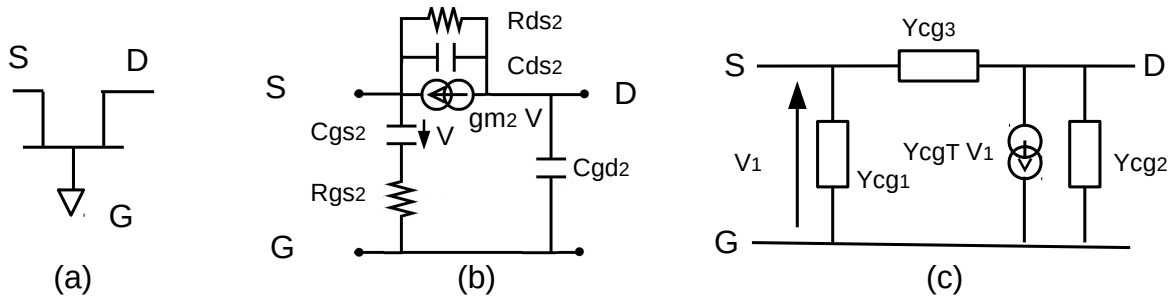 S
D
G
(a)
Rds2
Cds2
S
D
gm2 V
Cgs2
V
Cgd2
Rgs2
G
(b)
Ycg3
S
D
V1
Ycg1
YcgT V1
Ycg2
G
(c)